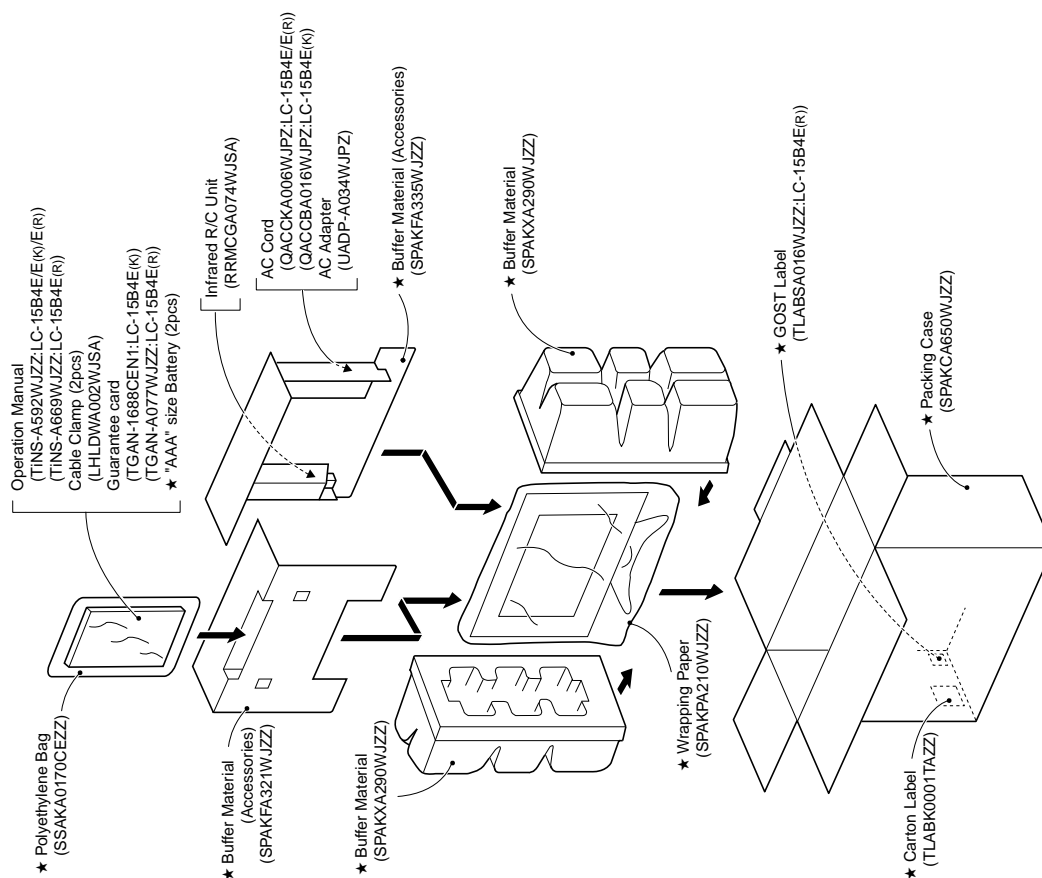 Operation Manual
(TiNS-A592WJZZ:LC-15B4E/E(K)/E(R))
(TiNS-A669WJZZ:LC-15B4E(R))
Cable Clamp (2pcs)
(LHLDWA002WJSA)
Guarantee card
(TGAN-1688CEN1:LC-15B4E(K))
(TGAN-A077WJZZ:LC-15B4E(R))
★ "AAA" size Battery (2pcs)
Infrared R/C Unit
(RRMCGA074WJSA)
AC Cord
(QACCKA006WJPZ:LC-15B4E/E(R))
(QACCBA016WJPZ:LC-15B4E(K))
AC Adapter
(UADP-A034WJPZ)
★ Buffer Material (Accessories)
(SPAKFA335WJZZ)
★ Buffer Material
(SPAKXA290WJZZ)
★ GOST Label
(TLABSA016WJZZ:LC-15B4E(R))
★ Packing Case
(SPAKCA650WJZZ)
★ Polyethylene Bag
(SSAKA0170CEZZ)
★ Buffer Material
(Accessories)
(SPAKFA321WJZZ)
★ Buffer Material
(SPAKXA290WJZZ)
★ Wrapping Paper
(SPAKPA210WJZZ)
★ Carton Label
(TLABK0001TAZZ)